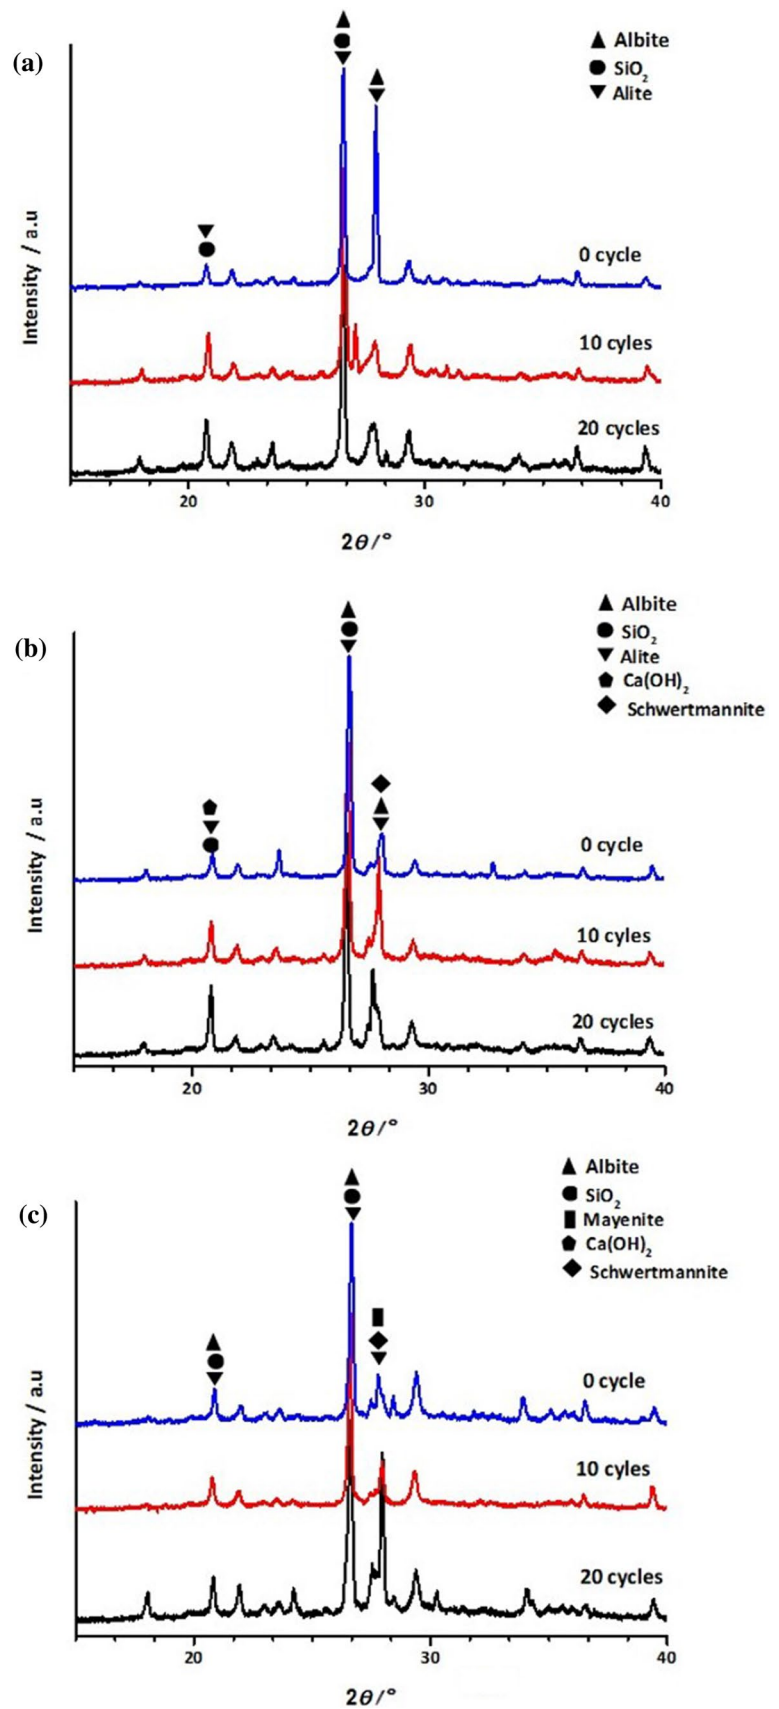 (a)
Albite
SiO2
Alite
0 cycle
10 cyles
20 cycles
Intensity / a.u
20 30 40
2θ/°
(b)
Albite
SiO2
Alite
Ca(OH)2
Schwertmannite
0 cycle
10 cyles
20 cycles
Intensity / a.u
20 30 40
2θ/°
(c)
Albite
SiO2
Mayenite
Ca(OH)2
Schwertmannite
0 cycle
10 cyles
20 cycles
Intensity / a.u
20 30 40
2θ/°